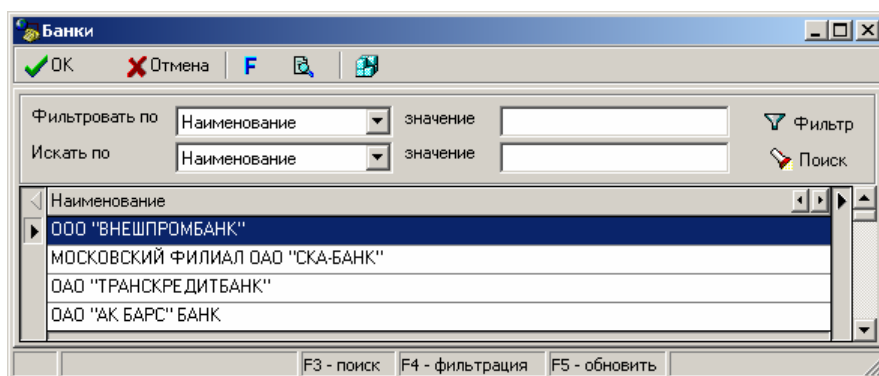 Банки
OK Отмена F
Фильтровать по Наименование значение Фильтр
Искать по Наименование значение Поиск
Наименование
ООО "ВНЕШПРОМБАНК"
МОСКОВСКИЙ ФИЛИАЛ ОАО "СКА-БАНК"
ОАО "ТРАНСКРЕДИТБАНК"
ОАО "АК БАРС" БАНК
F3 - поиск F4 - фильтрация F5 - обновить